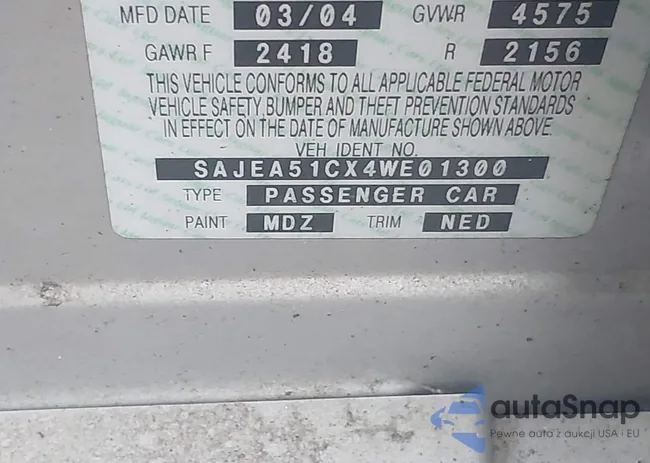 MFD DATE 03/04 GVWR 4575
GAWR F 2418 R 2156
THIS VEHICLE CONFORMS TO ALL APPLICABLE FEDERAL MOTOR
VEHICLE SAFETY, BUMPER AND THEFT PREVENTION STANDARDS
IN EFFECT ON THE DATE OF MANUFACTURE SHOWN ABOVE.
VEH IDENT NO.
SAJEA51CX4WE01300
TYPE PASSENGER CAR
PAINT MDZ TRIM NED
autaSnap
Pewne auta z aukcji USA i EU